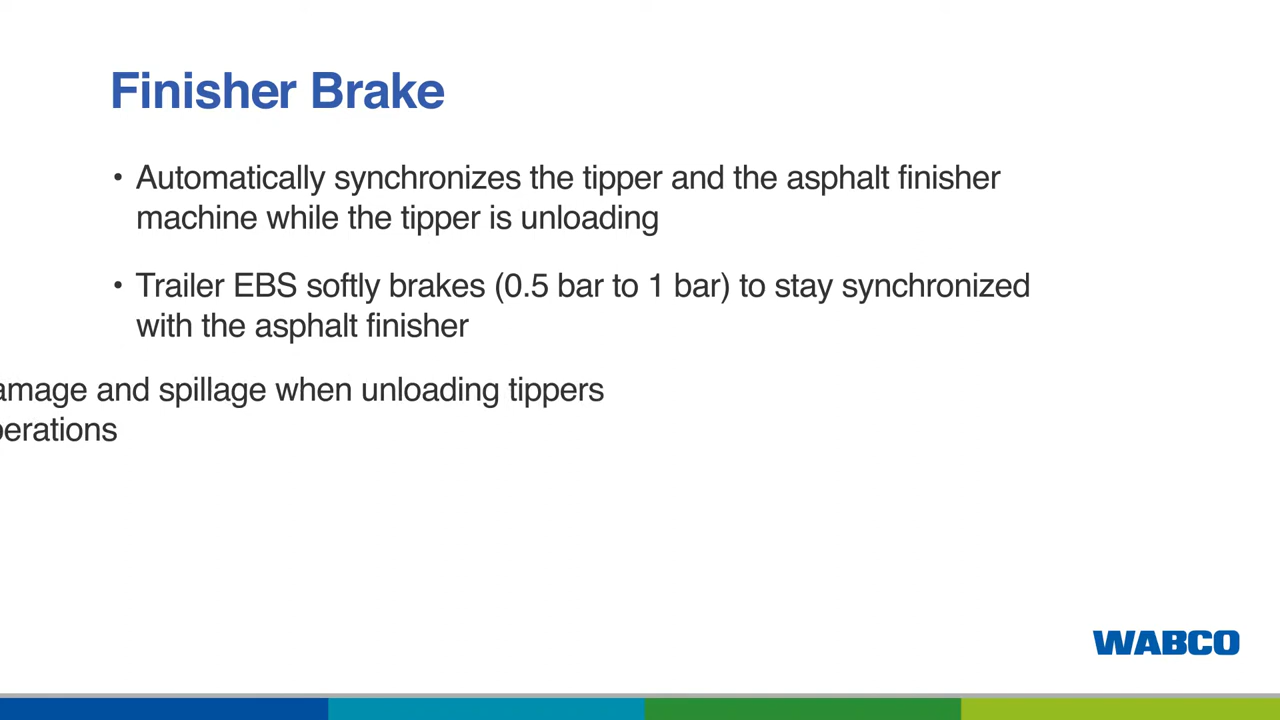 Finisher Brake
• Automatically synchronizes the tipper and the asphalt finisher
machine while the tipper is unloading
• Trailer EBS softly brakes (0.5 bar to 1 bar) to stay synchronized
with the asphalt finisher
amage and spillage when unloading tippers
perations
WABCO